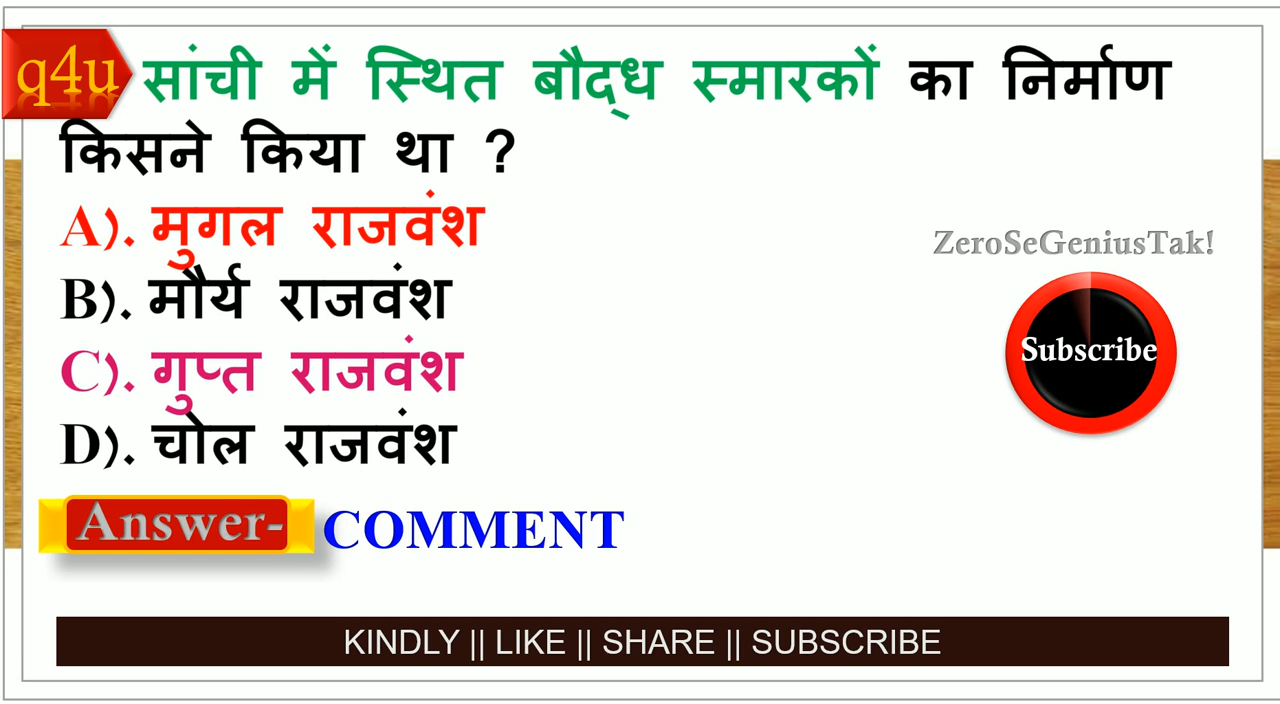 q4u सांची में स्थित बौद्ध स्मारकों का निर्माण
किसने किया था ?
A). मुगल राजवंश
B). मौर्य राजवंश
C). गुप्त राजवंश
D). चोल राजवंश
ZeroSeGeniusTak!
Subscribe
Answer- COMMENT
KINDLY || LIKE || SHARE || SUBSCRIBE